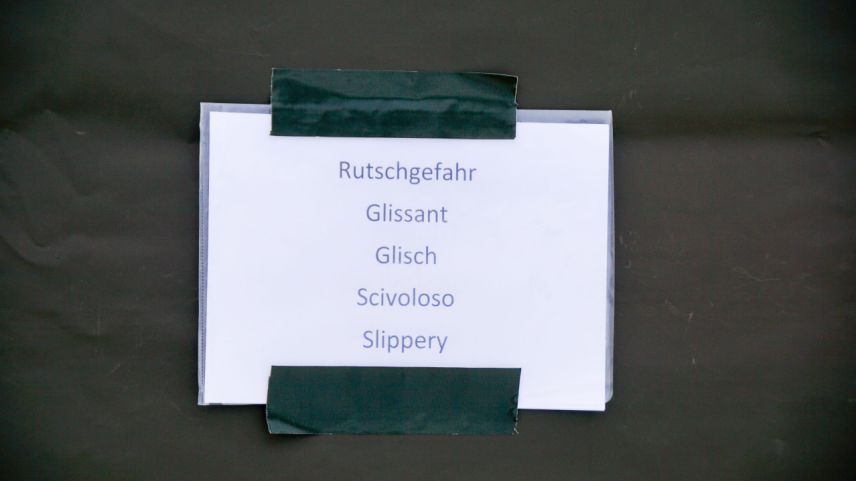 Rutschgefahr
Glissant
Glisch
Scivoloso
Slippery